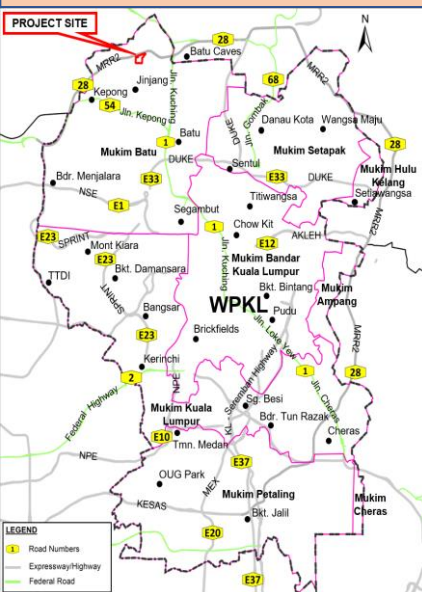 PROJECT SITE
N
28
MRR2
Batu Caves
MRR2
Jinjang
Jln. Kuching
68
28
Kepong
54
Jln. Kepong
Jln. Gombak
DUKE
Danau Kota
Wangsa Maju
28
Batu
1
Mukim Batu
Mukim Setapak
DUKE
Sentul
Mukim Hulu
Kelang
Bdr. Menjalara
E33
E33
DUKE
Setiawangsa
NSE
Titiwangsa
E1
Segambut
1
Chow Kit
AKLEH
MRR2
E23
SPRINT
Mont Kiara
E12
E23
Jln Kuching
Mukim Bandar
Kuala Lumpur
TTDI
Bkt. Damansara
SPRINT
Bkt. Bintang
Mukim
Ampang
WPKL
Bangsar
Pudu
Jln. Loke Yew
E23
Brickfields
MRR2
Kerinchi
1
28
2
NPE
Seremban Highway
Jln. Cheras
Federal Highway
Sg. Besi
Mukim Kuala
Lumpur
KL
Bdr. Tun Razak
E10
Tmn. Medan
Cheras
NPE
E37
OUG Park
MEX
Mukim Petaling
Mukim
Cheras
KESAS
Bkt. Jalil
E20
E37
LEGEND
1 Road Numbers
Expressway/Highway
Federal Road